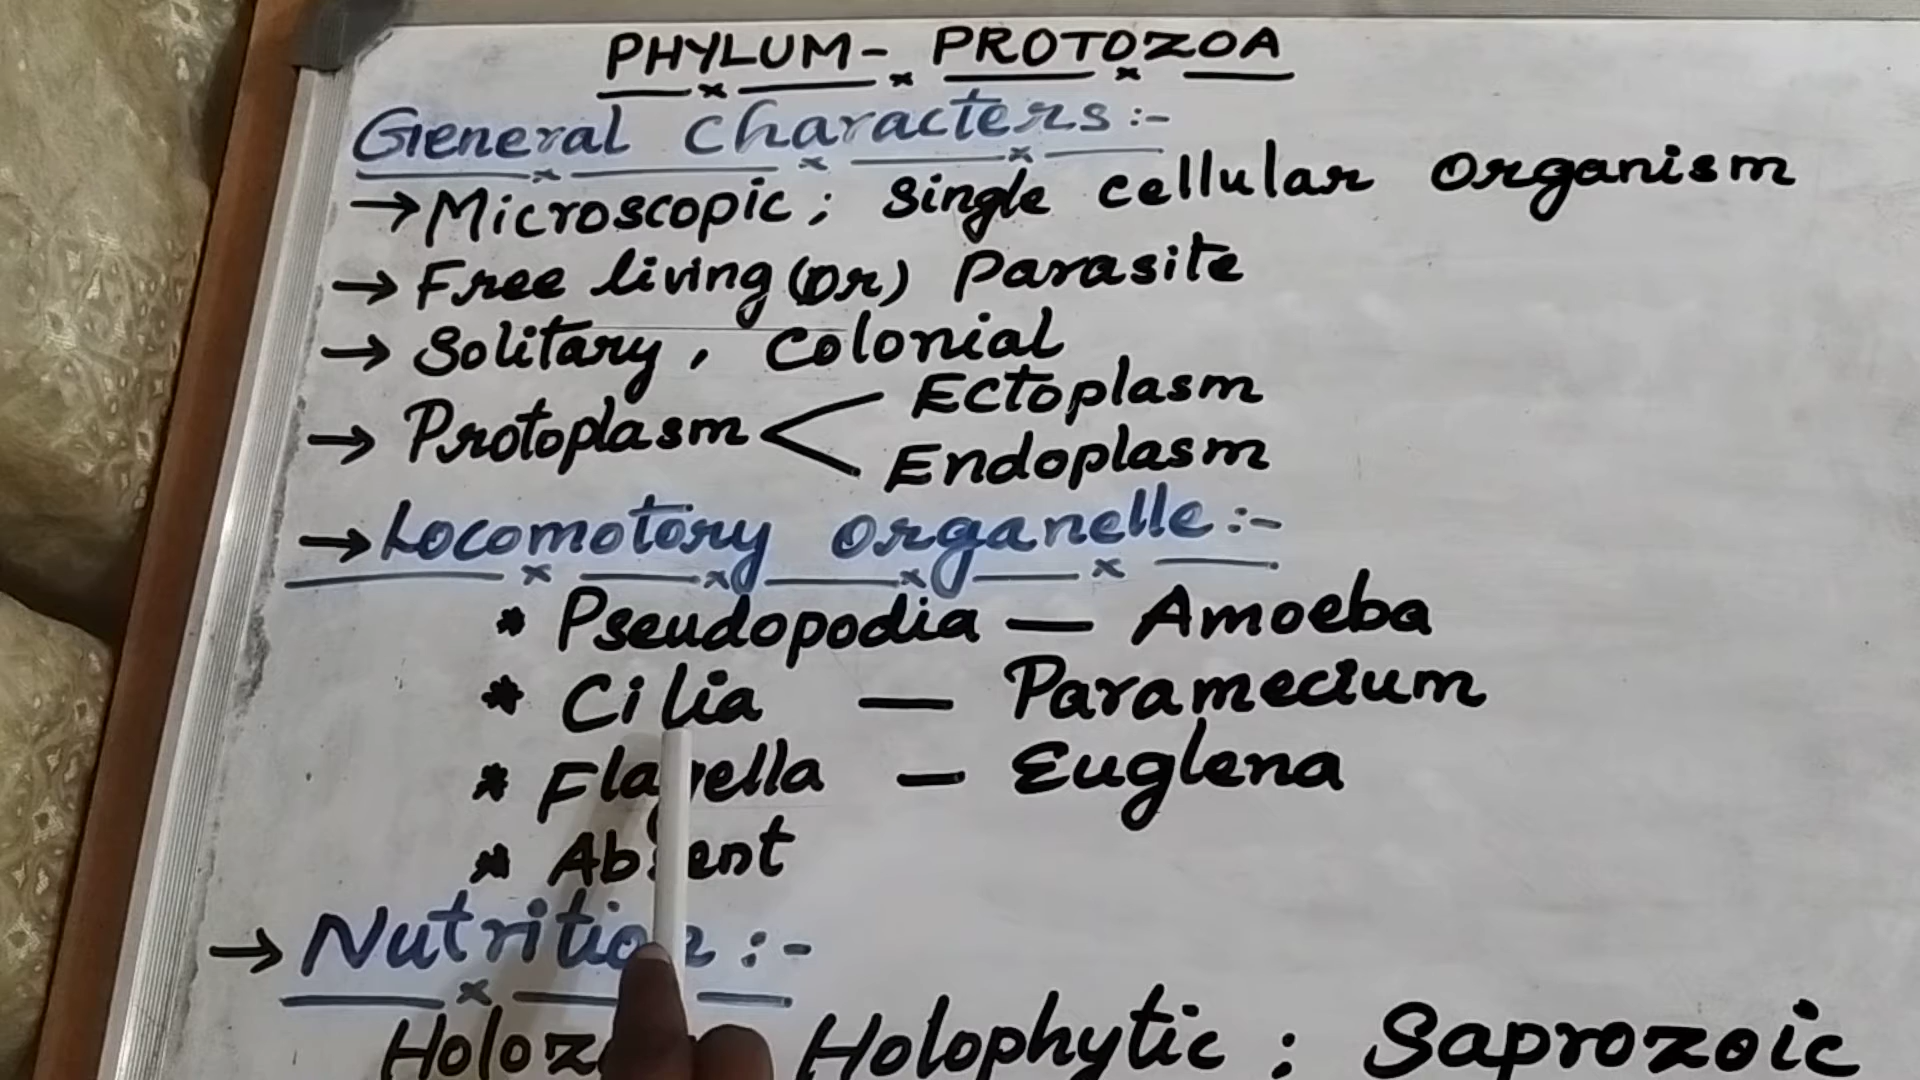 PHYLUM- PROTOZOA
General Characters:-
→ Microscopic; Single cellular organism
→ Free living (or) Parasite
→ Solitary, Colonial
→ Protoplasm < Ectoplasm
Endoplasm
→ Locomotory organelle:-
* Pseudopodia — Amoeba
* Cilia — Paramecium
* Flagella — Euglena
* Absent
→ Nutrition:-
Holophytic; Saprozoic